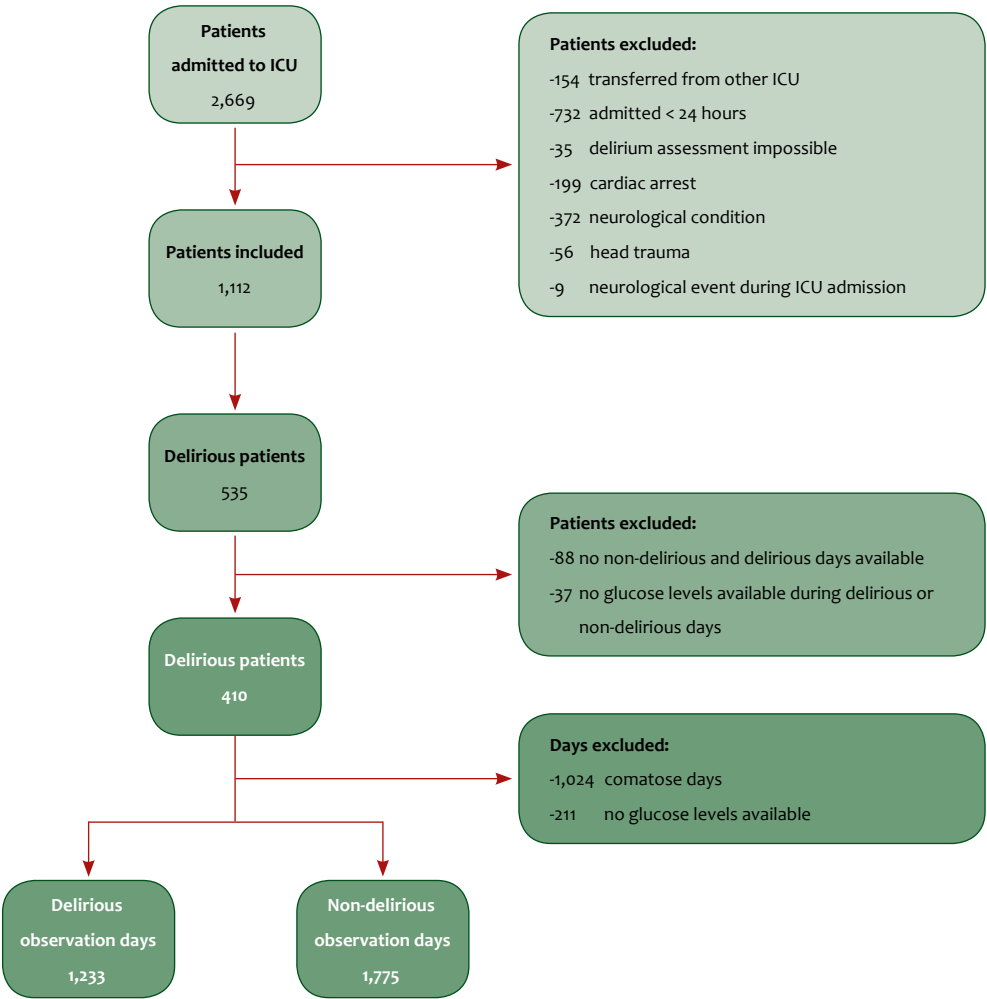 Patients
admitted to ICU
2,669
Patients excluded:
-154 transferred from other ICU
-732 admitted < 24 hours
-35 delirium assessment impossible
-199 cardiac arrest
-372 neurological condition
-56 head trauma
-9 neurological event during ICU admission
Patients included
1,112
Delirious patients
535
Patients excluded:
-88 no non-delirious and delirious days available
-37 no glucose levels available during delirious or
non-delirious days
Delirious patients
410
Days excluded:
-1,024 comatose days
-211 no glucose levels available
Delirious
observation days
1,233
Non-delirious
observation days
1,775